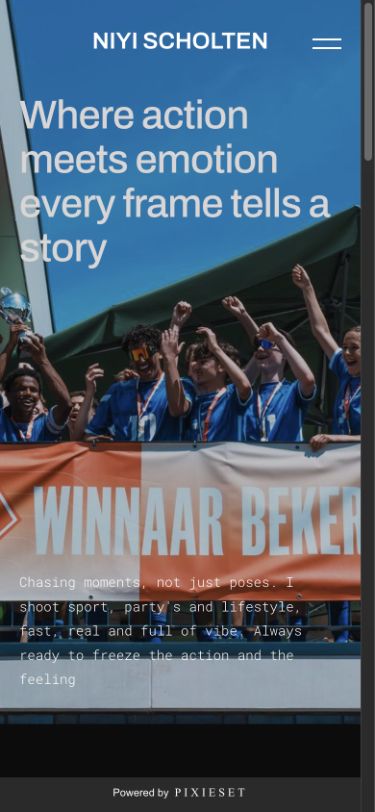 NIYI SCHOLTEN
Where action
meets emotion
every frame tells a
story
10
WINNAAR BEKER
Chasing moments, not just poses. I
shoot sport, party's and lifestyle,
fast, real and full of vibe. Always
ready to freeze the action and the
feeling
Powered by PIXIESET